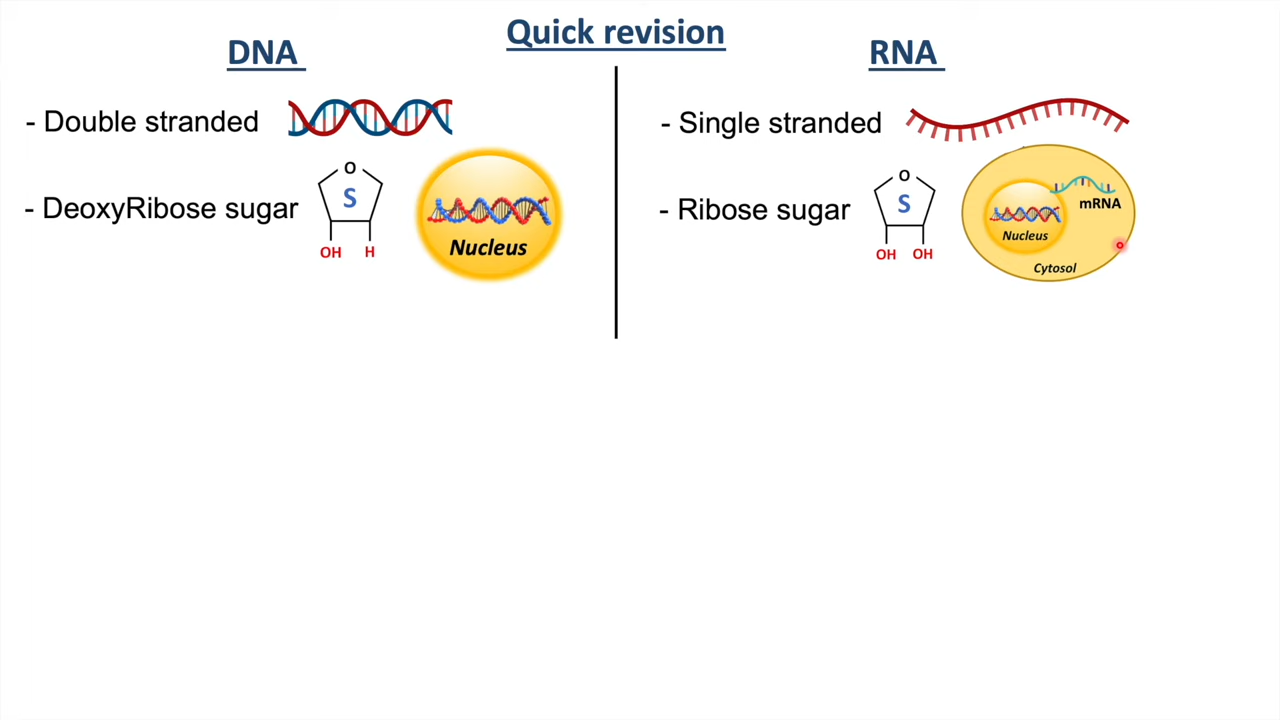 Quick revision
DNA
- Double stranded
- DeoxyRibose sugar
O
S
OH H
Nucleus
RNA
- Single stranded
- Ribose sugar
O
S
OH OH
mRNA
Nucleus
Cytosol